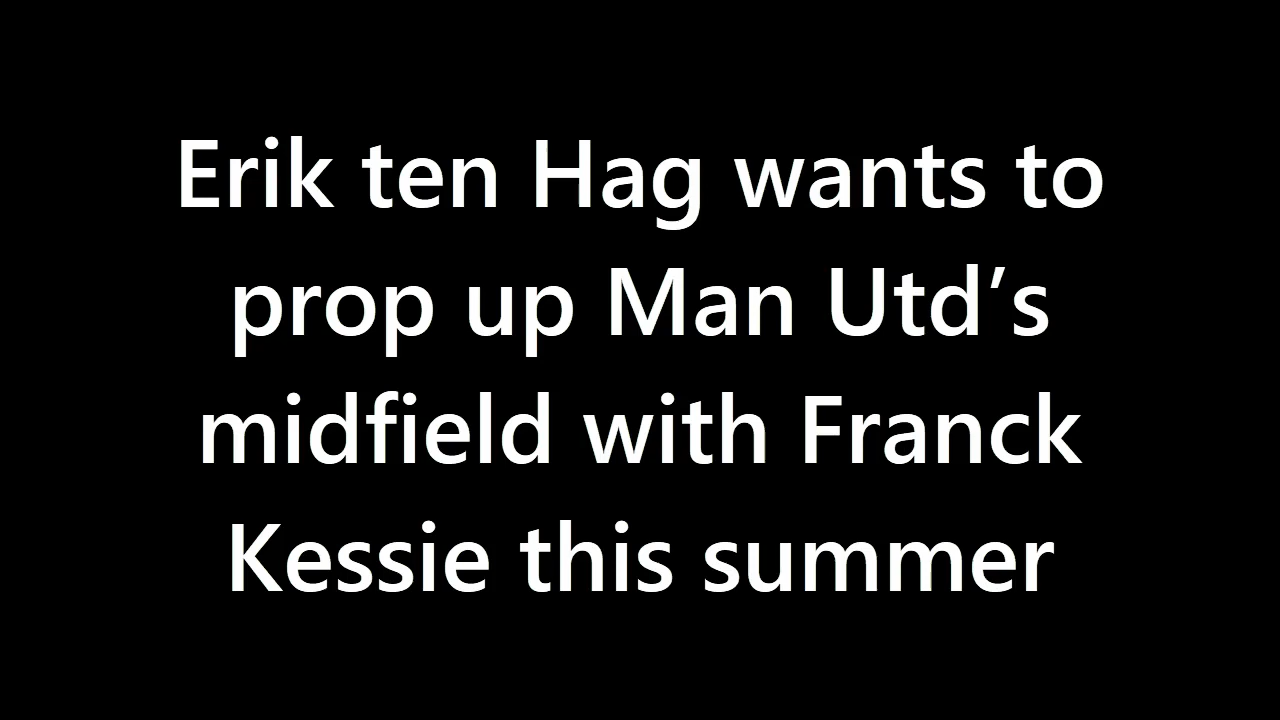 Erik ten Hag wants to
prop up Man Utd’s
midfield with Franck
Kessie this summer